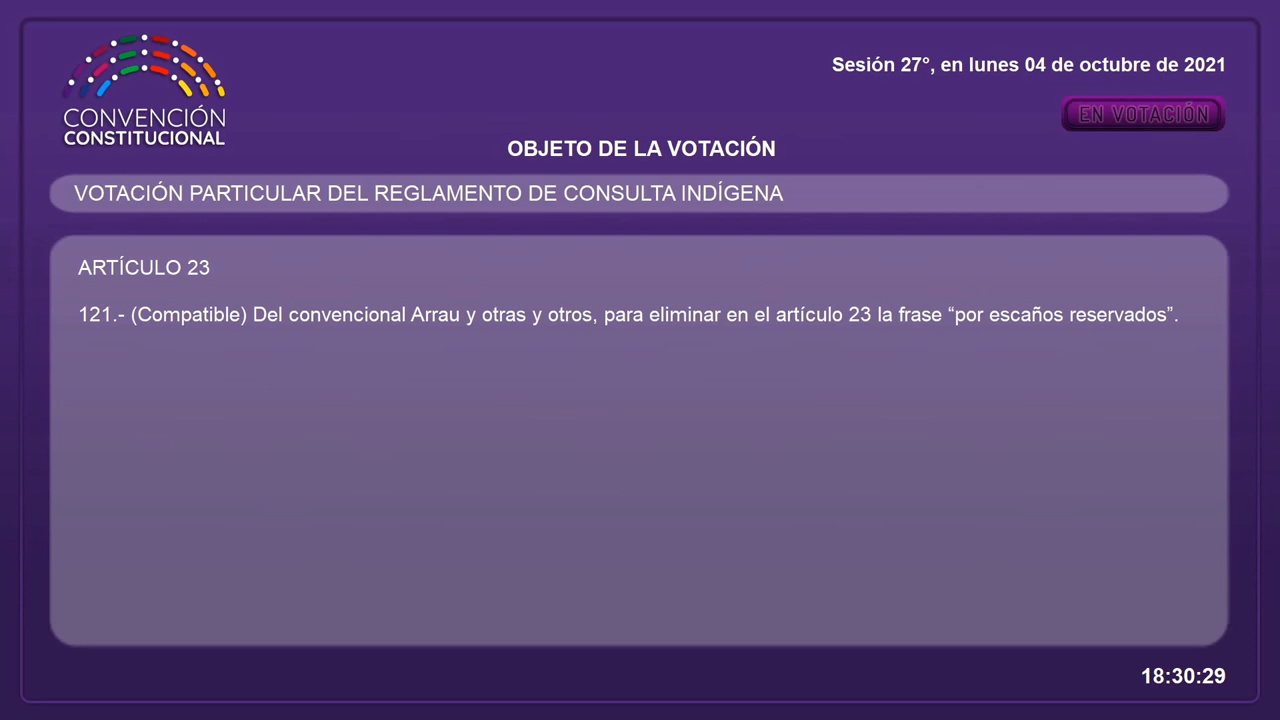 CONVENCIÓN
CONSTITUCIONAL
Sesión 27°, en lunes 04 de octubre de 2021
EN VOTACIÓN
OBJETO DE LA VOTACIÓN
VOTACIÓN PARTICULAR DEL REGLAMENTO DE CONSULTA INDÍGENA
ARTÍCULO 23
121.- (Compatible) Del convencional Arrau y otras y otros, para eliminar en el artículo 23 la frase “por escaños reservados”.
18:30:29